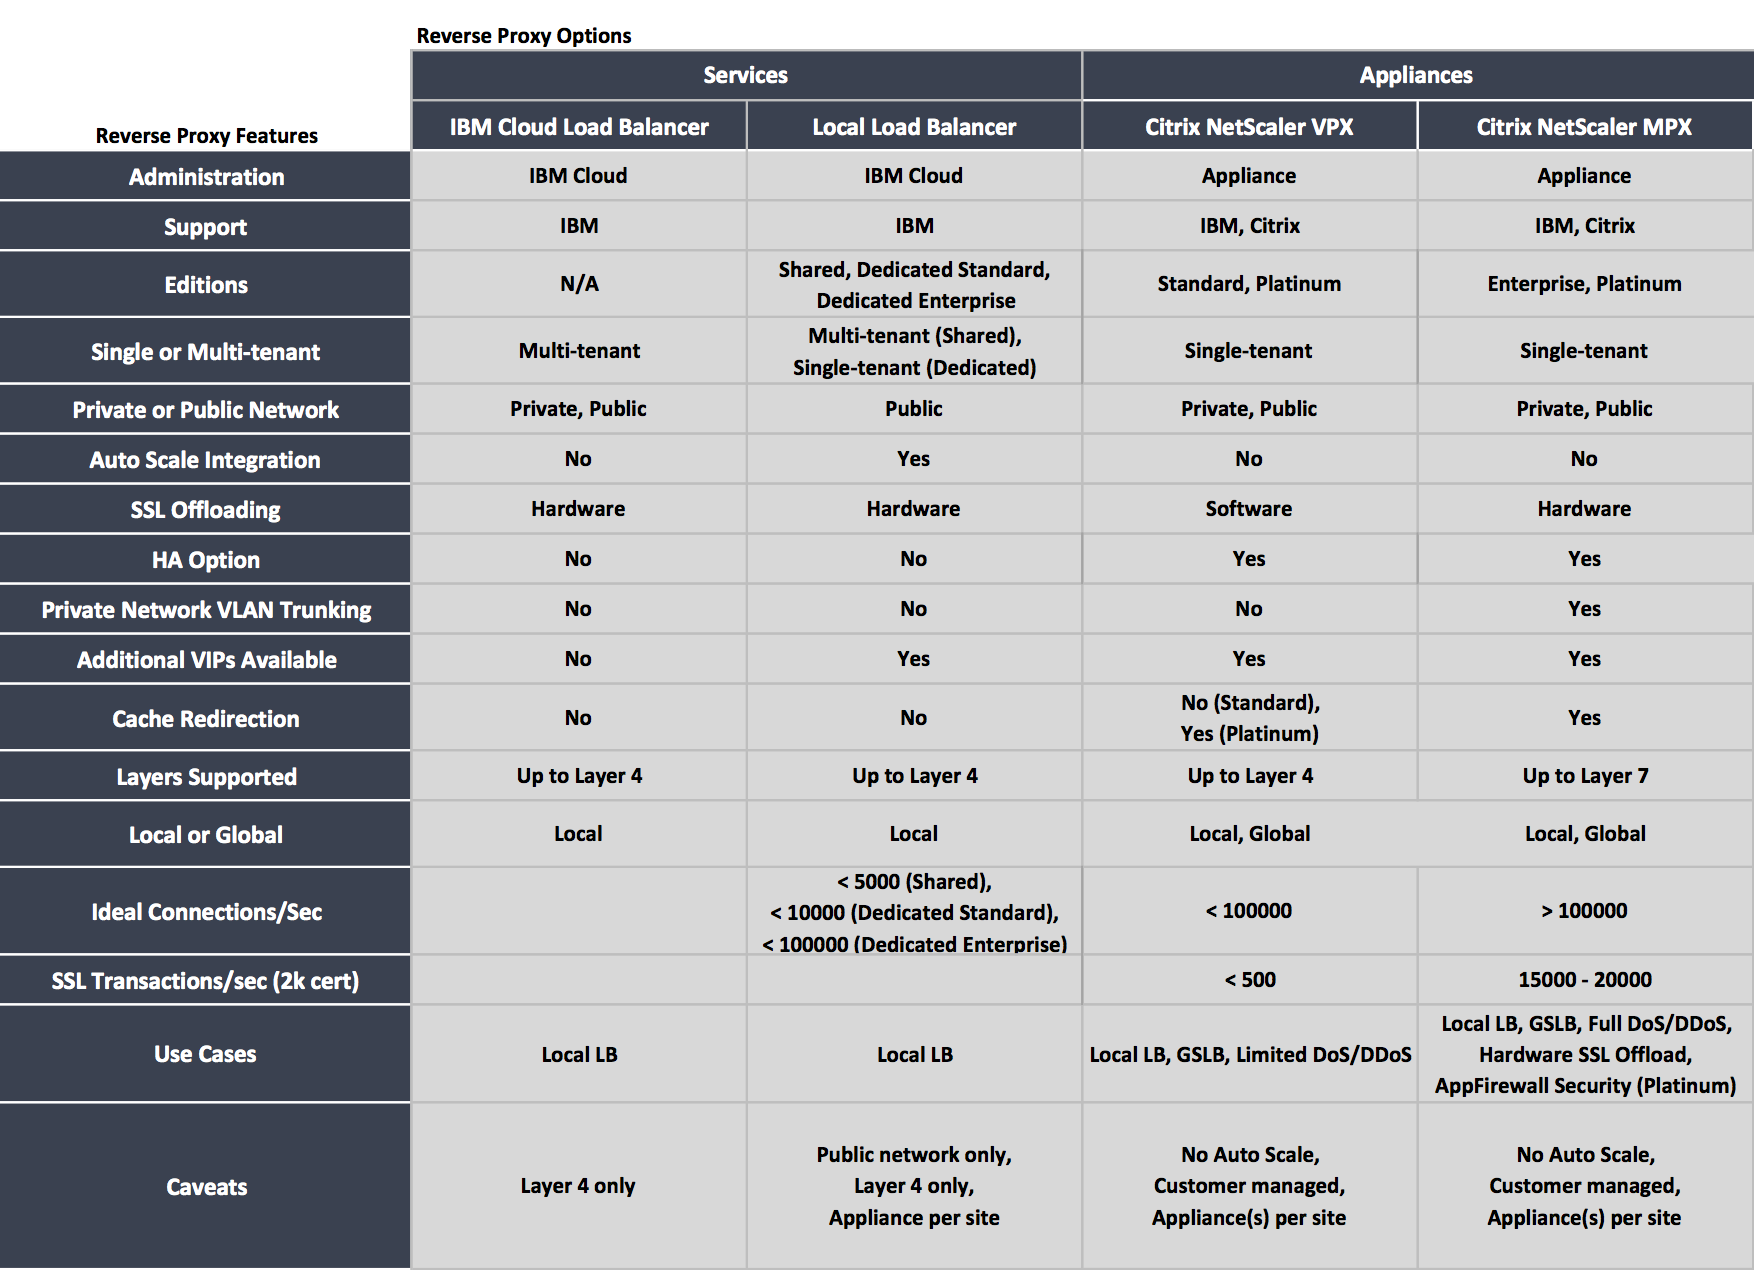 Reverse Proxy Options
Services Appliances
Reverse Proxy Features IBM Cloud Load Balancer Local Load Balancer Citrix NetScaler VPX Citrix NetScaler MPX
Administration IBM Cloud IBM Cloud Appliance Appliance
Support IBM IBM IBM, Citrix IBM, Citrix
Editions N/A Shared, Dedicated Standard,
Dedicated Enterprise Standard, Platinum Enterprise, Platinum
Single or Multi-tenant Multi-tenant Multi-tenant (Shared),
Single-tenant (Dedicated) Single-tenant Single-tenant
Private or Public Network Private, Public Public Private, Public Private, Public
Auto Scale Integration No Yes No No
SSL Offloading Hardware Hardware Software Hardware
HA Option No No Yes Yes
Private Network VLAN Trunking No No No Yes
Additional VIPs Available No Yes Yes Yes
Cache Redirection No No No (Standard),
Yes (Platinum) Yes
Layers Supported Up to Layer 4 Up to Layer 4 Up to Layer 4 Up to Layer 7
Local or Global Local Local Local, Global Local, Global
Ideal Connections/Sec < 5000 (Shared),
< 10000 (Dedicated Standard),
< 100000 (Dedicated Enterprise) < 100000 > 100000
SSL Transactions/sec (2k cert) < 500 15000 - 20000
Use Cases Local LB Local LB Local LB, GSLB, Limited DoS/DDoS Local LB, GSLB, Full DoS/DDoS,
Hardware SSL Offload,
AppFirewall Security (Platinum)
Caveats Layer 4 only Public network only,
Layer 4 only,
Appliance per site No Auto Scale,
Customer managed,
Appliance(s) per site No Auto Scale,
Customer managed,
Appliance(s) per site